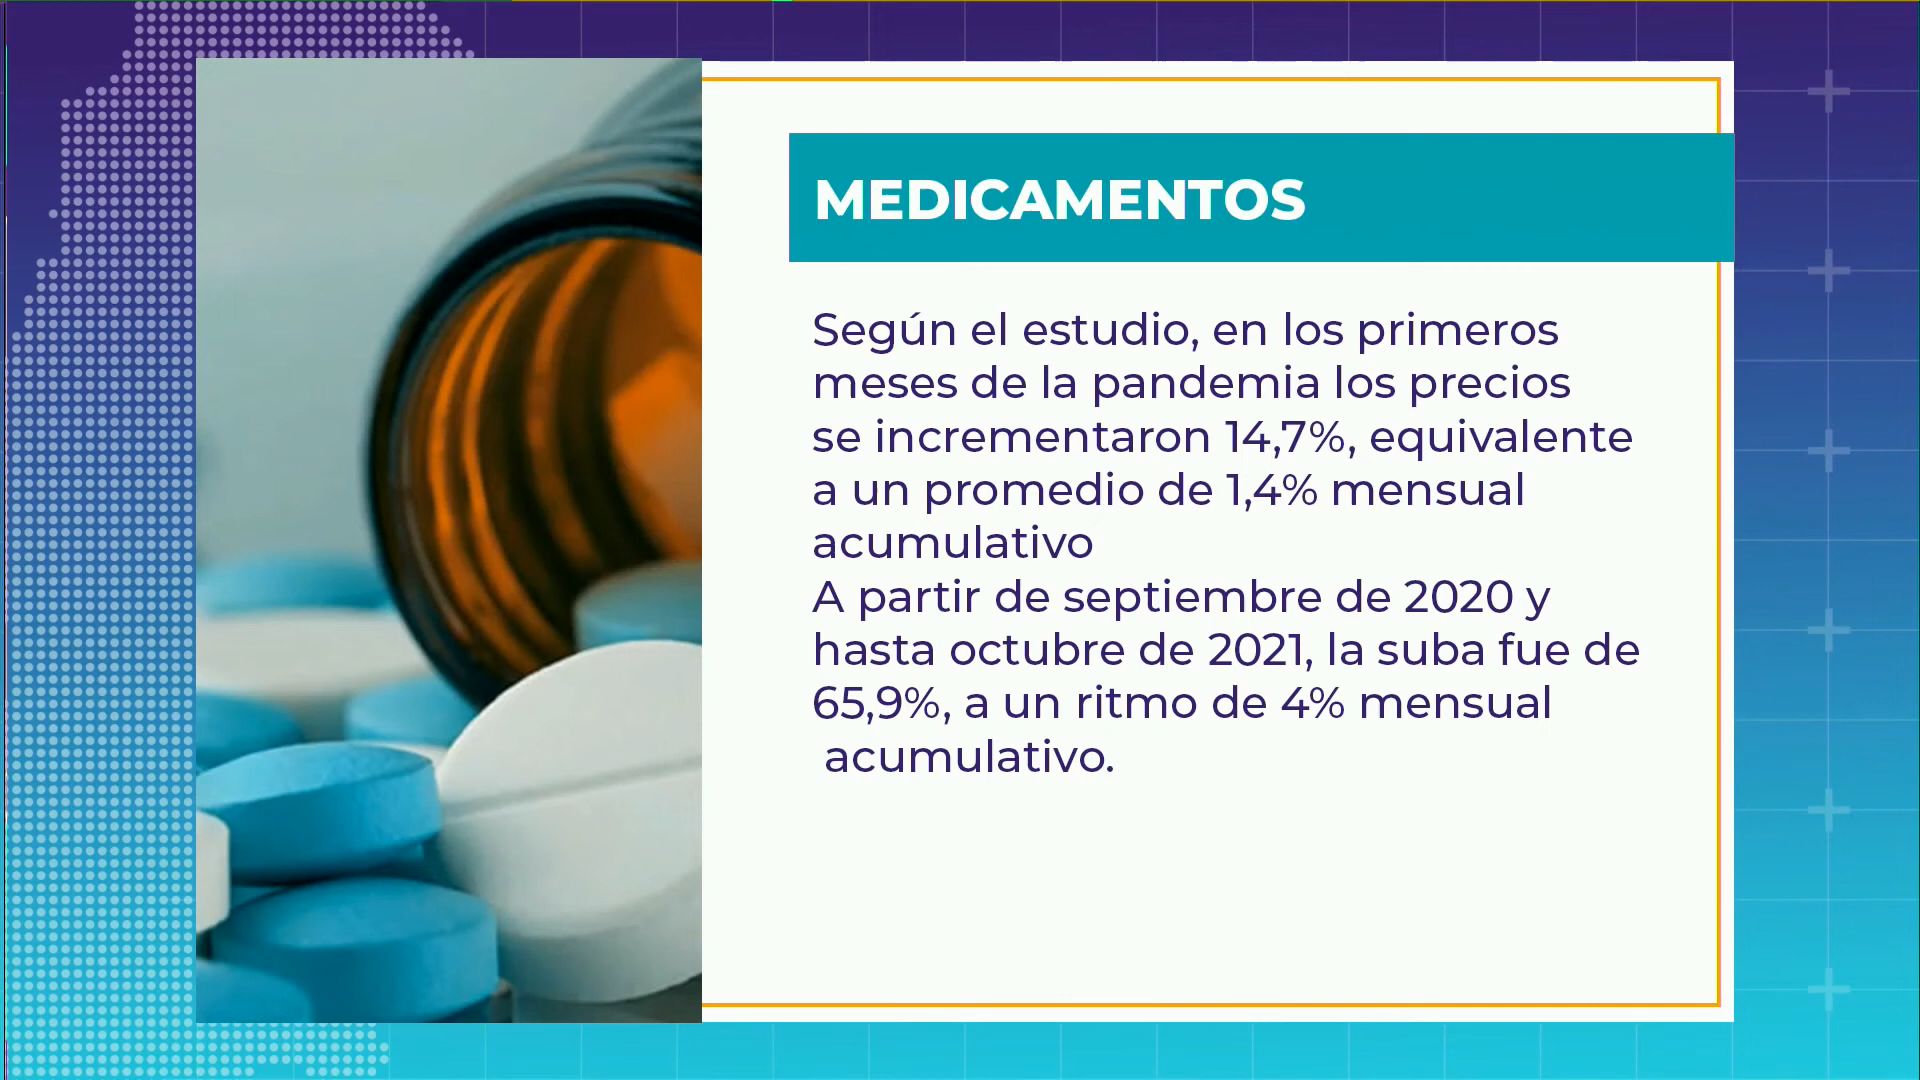 MEDICAMENTOS
Según el estudio, en los primeros
meses de la pandemia los precios
se incrementaron 14,7%, equivalente
a un promedio de 1,4% mensual
acumulativo
A partir de septiembre de 2020 y
hasta octubre de 2021, la suba fue de
65,9%, a un ritmo de 4% mensual
acumulativo.